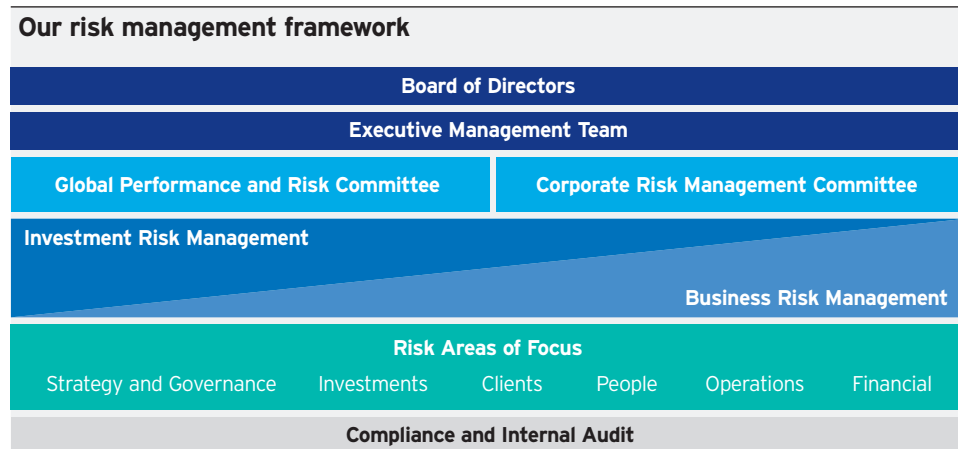 Our risk management framework
Board of Directors
Executive Management Team
Global Performance and Risk Committee
Corporate Risk Management Committee
Investment Risk Management
Business Risk Management
Risk Areas of Focus
Strategy and Governance Investments Clients People Operations Financial
Compliance and Internal Audit